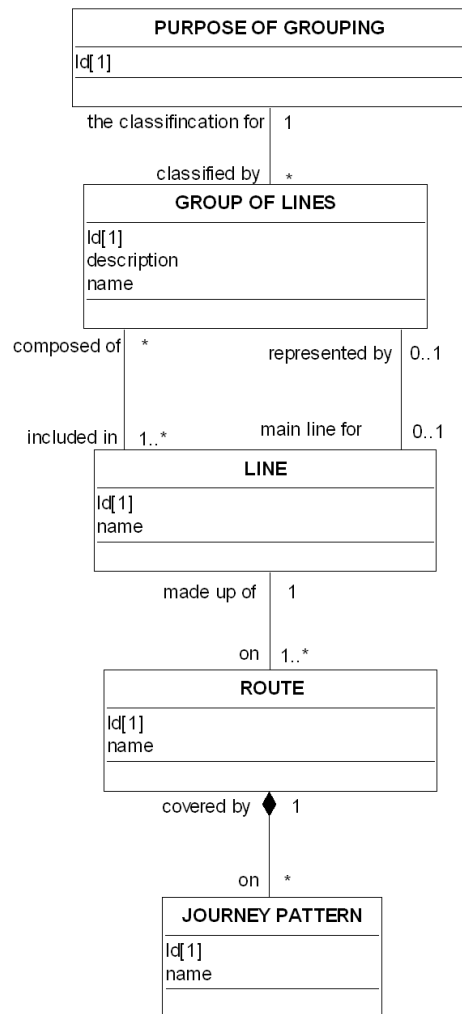 PURPOSE OF GROUPING
Id[1]
the classifincation for 1
classified by *
GROUP OF LINES
Id[1]
description
name
composed of * represented by 0..1
included in 1..* main line for 0..1
LINE
Id[1]
name
made up of 1
on 1..*
ROUTE
Id[1]
name
covered by 1
on *
JOURNEY PATTERN
Id[1]
name